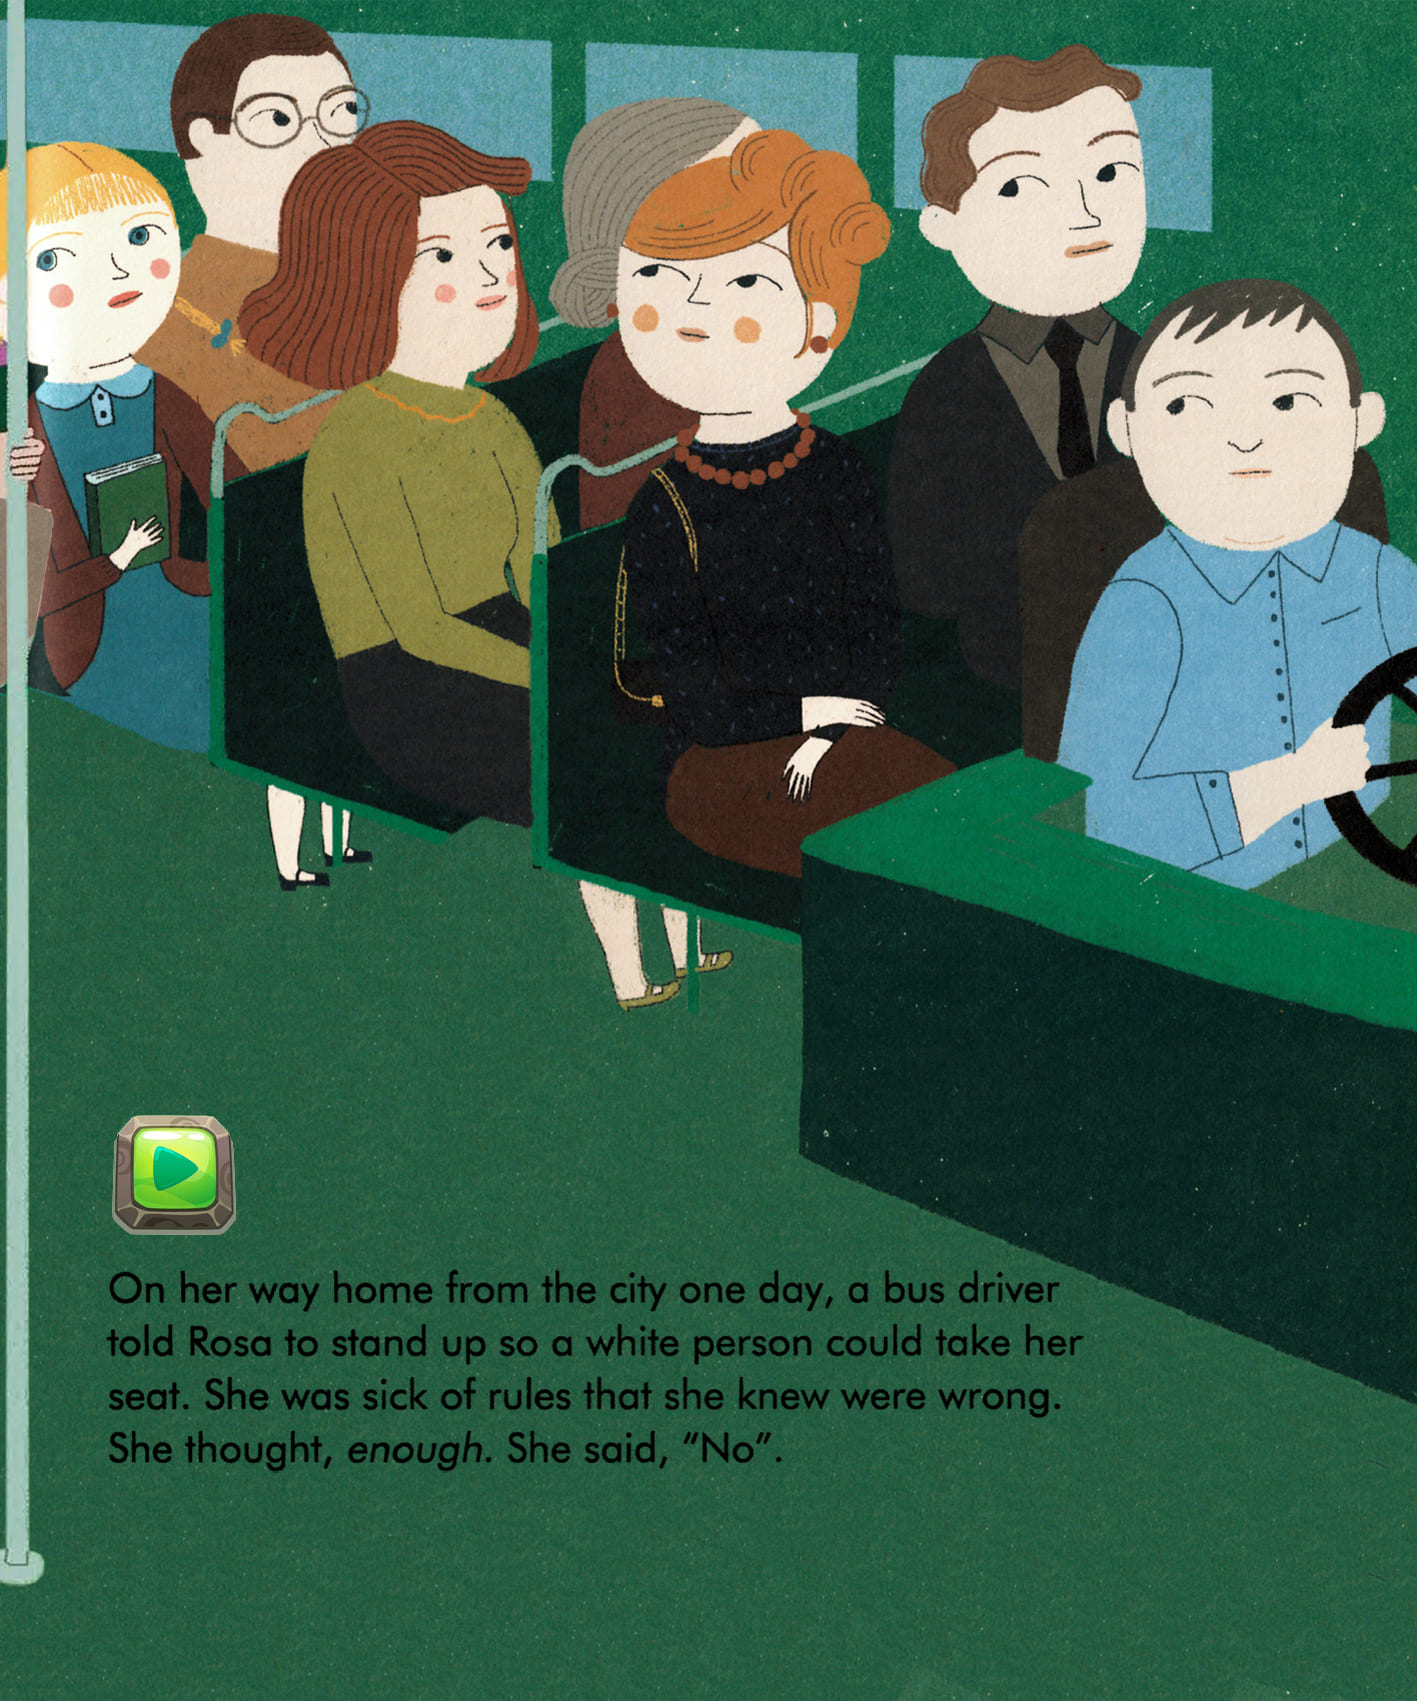 On her way home from the city one day, a bus driver
told Rosa to stand up so a white person could take her
seat. She was sick of rules that she knew were wrong.
She thought, enough. She said, “No”.